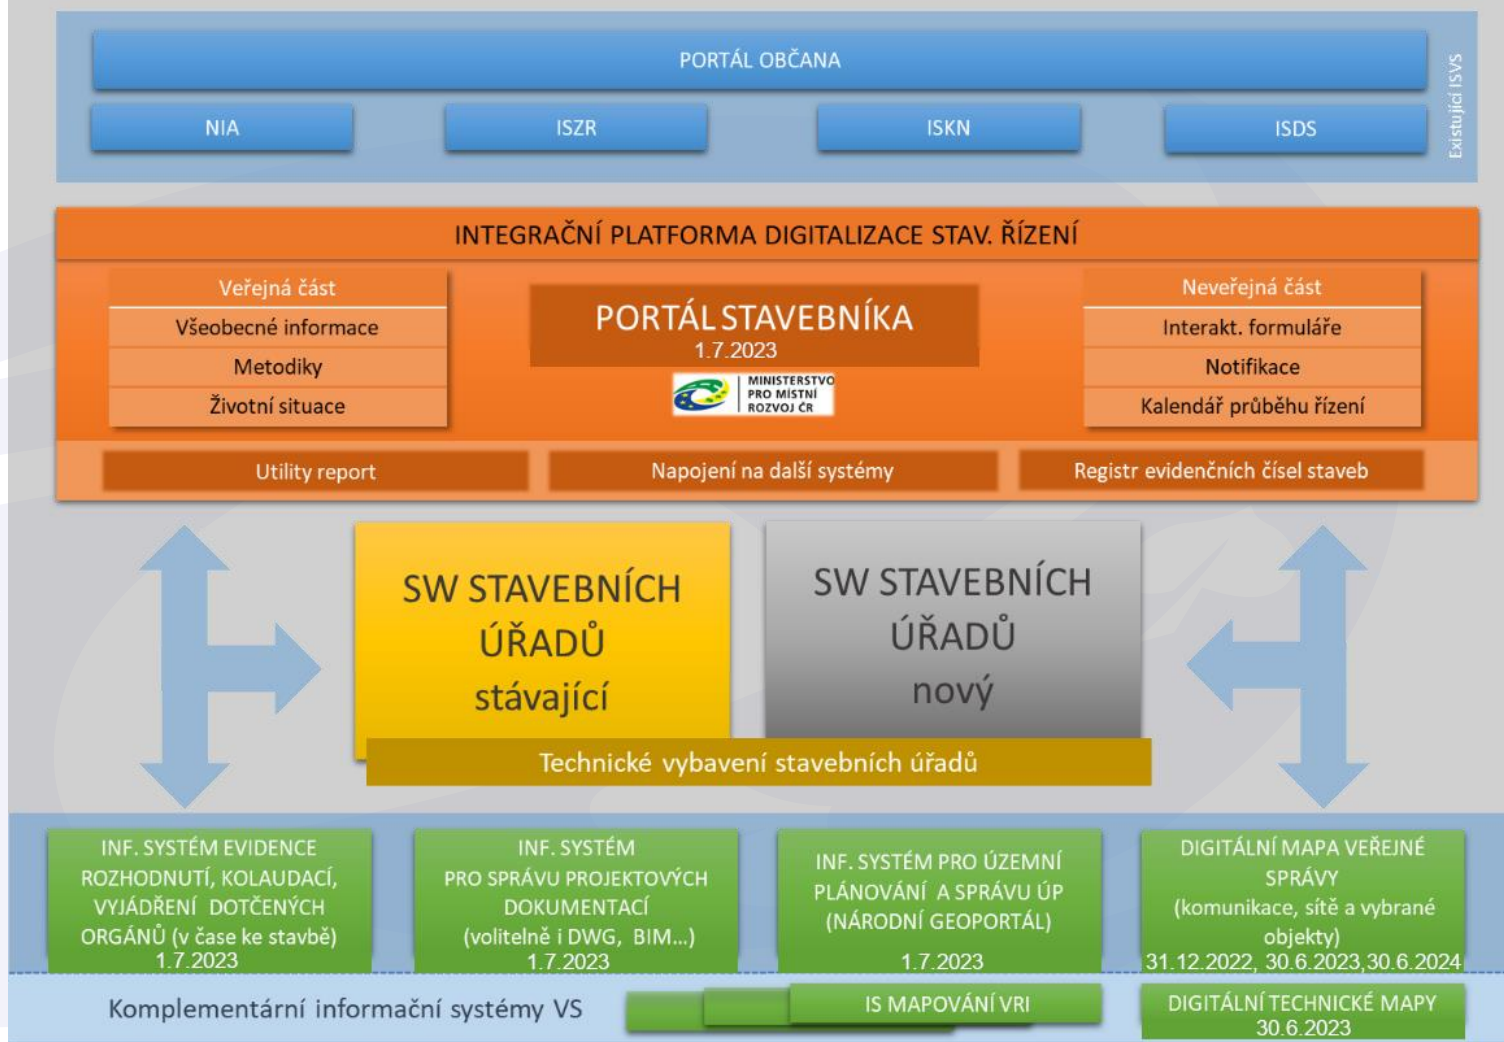 PORTÁL OBČANA
NIA
ISZR
ISKN
ISDS
Existující ISVS
INTEGRAČNÍ PLATFORMA DIGITALIZACE STAV. ŘÍZENÍ
Veřejná část
Všeobecné informace
Metodiky
Životní situace
PORTÁL STAVEBNÍKA
1.7.2023
MINISTERSTVO
PRO MÍSTNÍ
ROZVOJ ČR
Neveřejná část
Interakt. formuláře
Notifikace
Kalendář průběhu řízení
Utility report
Napojení na další systémy
Registr evidenčních čísel staveb
SW STAVEBNÍCH
ÚŘADŮ
stávající
SW STAVEBNÍCH
ÚŘADŮ
nový
Technické vybavení stavebních úřadů
INF. SYSTÉM EVIDENCE
ROZHODNUTÍ, KOLAUDACÍ,
VYJÁDŘENÍ DOTČENÝCH
ORGÁNŮ (v čase ke stavbě)
1.7.2023
INF. SYSTÉM
PRO SPRÁVU PROJEKTOVÝCH
DOKUMENTACÍ
(volitelně i DWG, BIM...)
1.7.2023
INF. SYSTÉM PRO ÚZEMNÍ
PLÁNOVÁNÍ A SPRÁVU ÚP
(NÁRODNÍ GEOPORTÁL)
1.7.2023
DIGITÁLNÍ MAPA VEŘEJNÉ
SPRÁVY
(komunikace, sítě a vybrané
objekty)
31.12.2022, 30.6.2023,30.6.2024
Komplementární informační systémy VS
IS MAPOVÁNÍ VRI
DIGITÁLNÍ TECHNICKÉ MAPY
30.6.2023